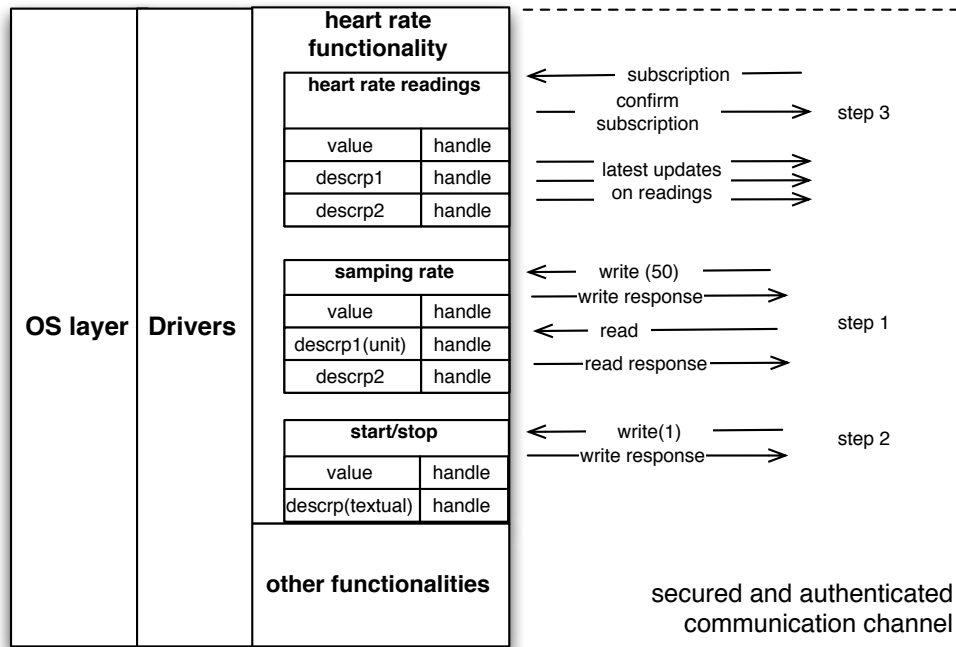 heart rate
functionality
heart rate readings
value handle
descrp1 handle
descrp2 handle
samping rate
value handle
descrp1(unit) handle
descrp2 handle
start/stop
value handle
descrp(textual) handle
other functionalities
OS layer
Drivers
subscription
confirm
subscription
step 3
latest updates
on readings
write (50)
write response
read
read response
step 1
write(1)
write response
step 2
secured and authenticated
communication channel